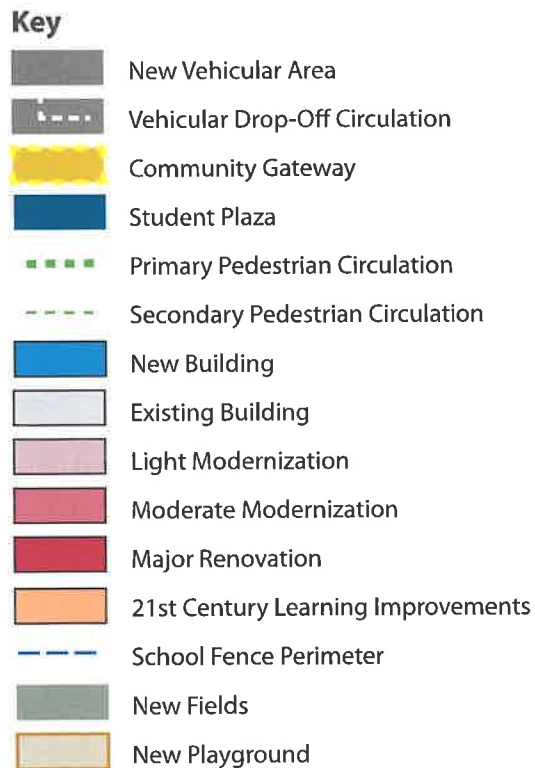 Key
New Vehicular Area
Vehicular Drop-Off Circulation
Community Gateway
Student Plaza
Primary Pedestrian Circulation
Secondary Pedestrian Circulation
New Building
Existing Building
Light Modernization
Moderate Modernization
Major Renovation
21st Century Learning Improvements
School Fence Perimeter
New Fields
New Playground